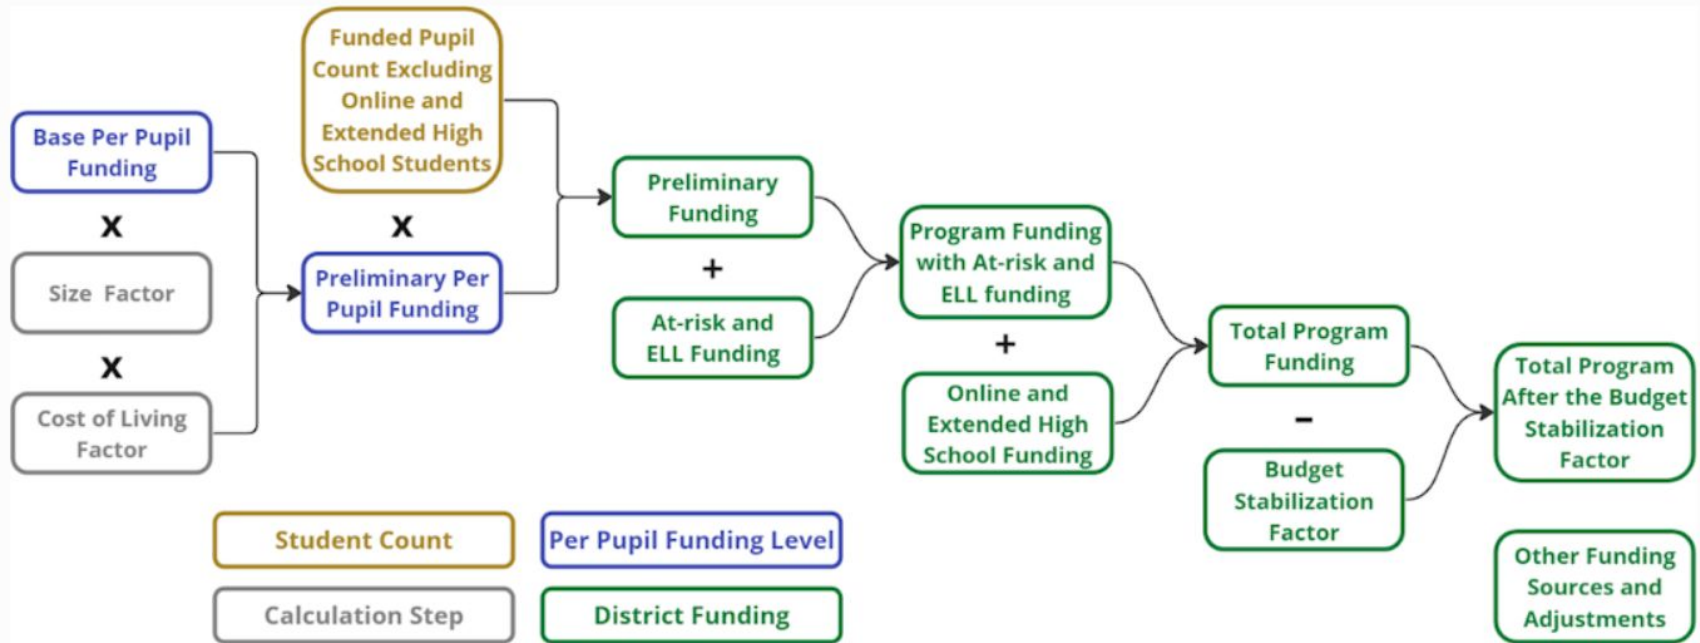 Base Per Pupil
Funding
x
Size Factor
x
Cost of Living
Factor
Funded Pupil
Count Excluding
Online and
Extended High
School Students
x
Preliminary Per
Pupil Funding
Preliminary
Funding
+
At-risk and
ELL Funding
Program Funding
with At-risk and
ELL funding
+
Online and
Extended High
School Funding
Total Program
Funding
-
Budget
Stabilization
Factor
Total Program
After the Budget
Stabilization
Factor
Other Funding
Sources and
Adjustments
Student Count
Per Pupil Funding Level
Calculation Step
District Funding